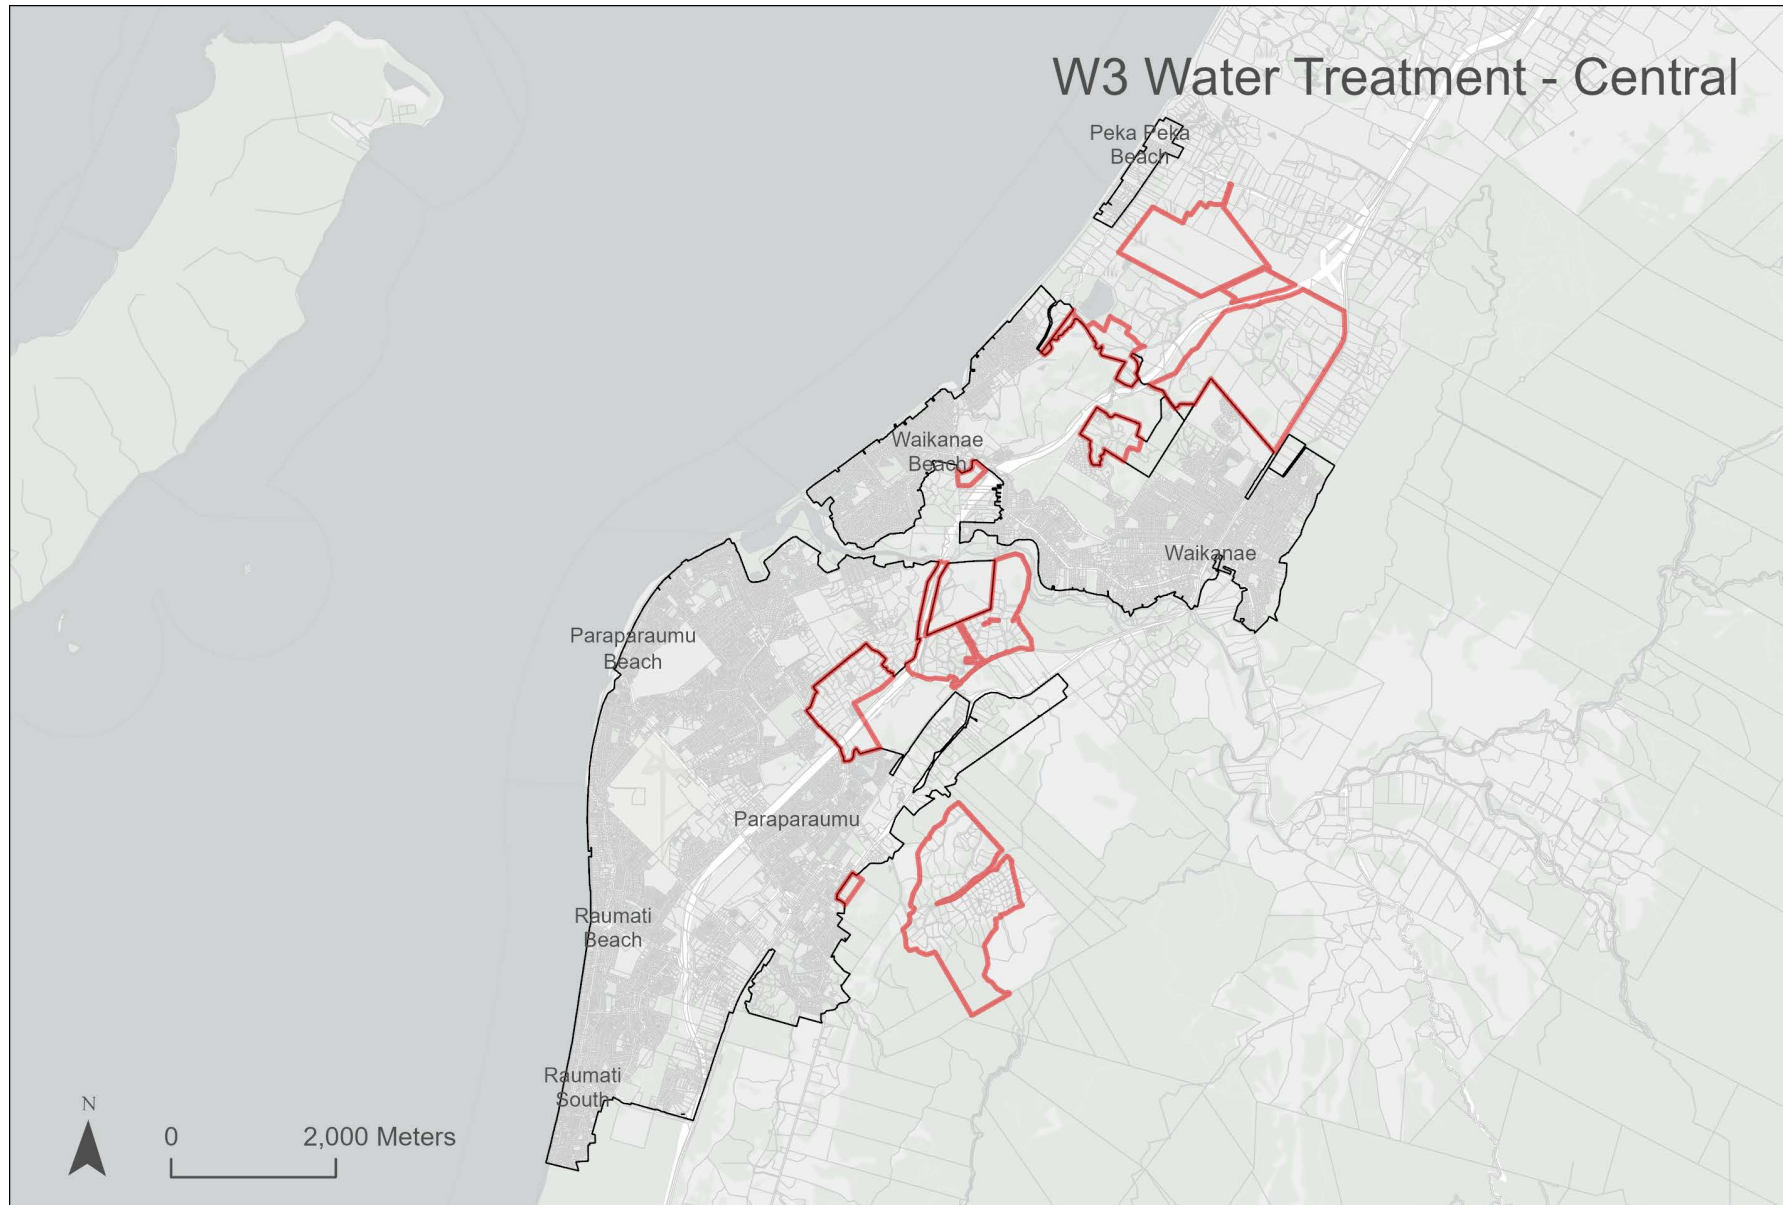 W3 Water Treatment - Central
Peka Peka
Beach
Waikanae
Beach
Waikanae
Paraparaumu
Beach
Paraparaumu
Raumati
Beach
Raumati
South
N
0 2,000 Meters